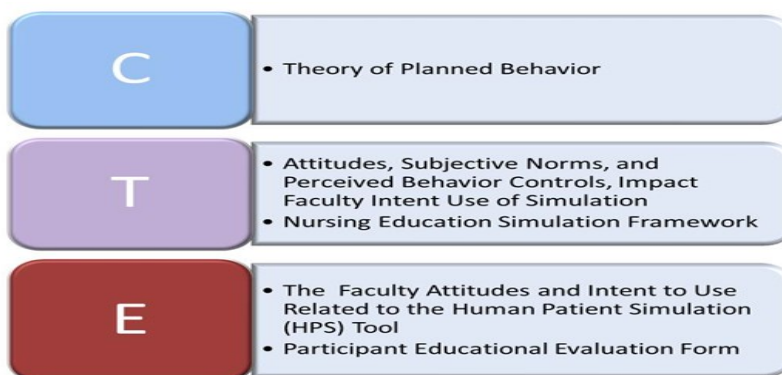 C
• Theory of Planned Behavior
T
• Attitudes, Subjective Norms, and
Perceived Behavior Controls, Impact
Faculty Intent Use of Simulation
• Nursing Education Simulation Framework
E
• The  Faculty Attitudes and Intent to Use
Related to the Human Patient Simulation
(HPS) Tool
• Participant Educational Evaluation Form